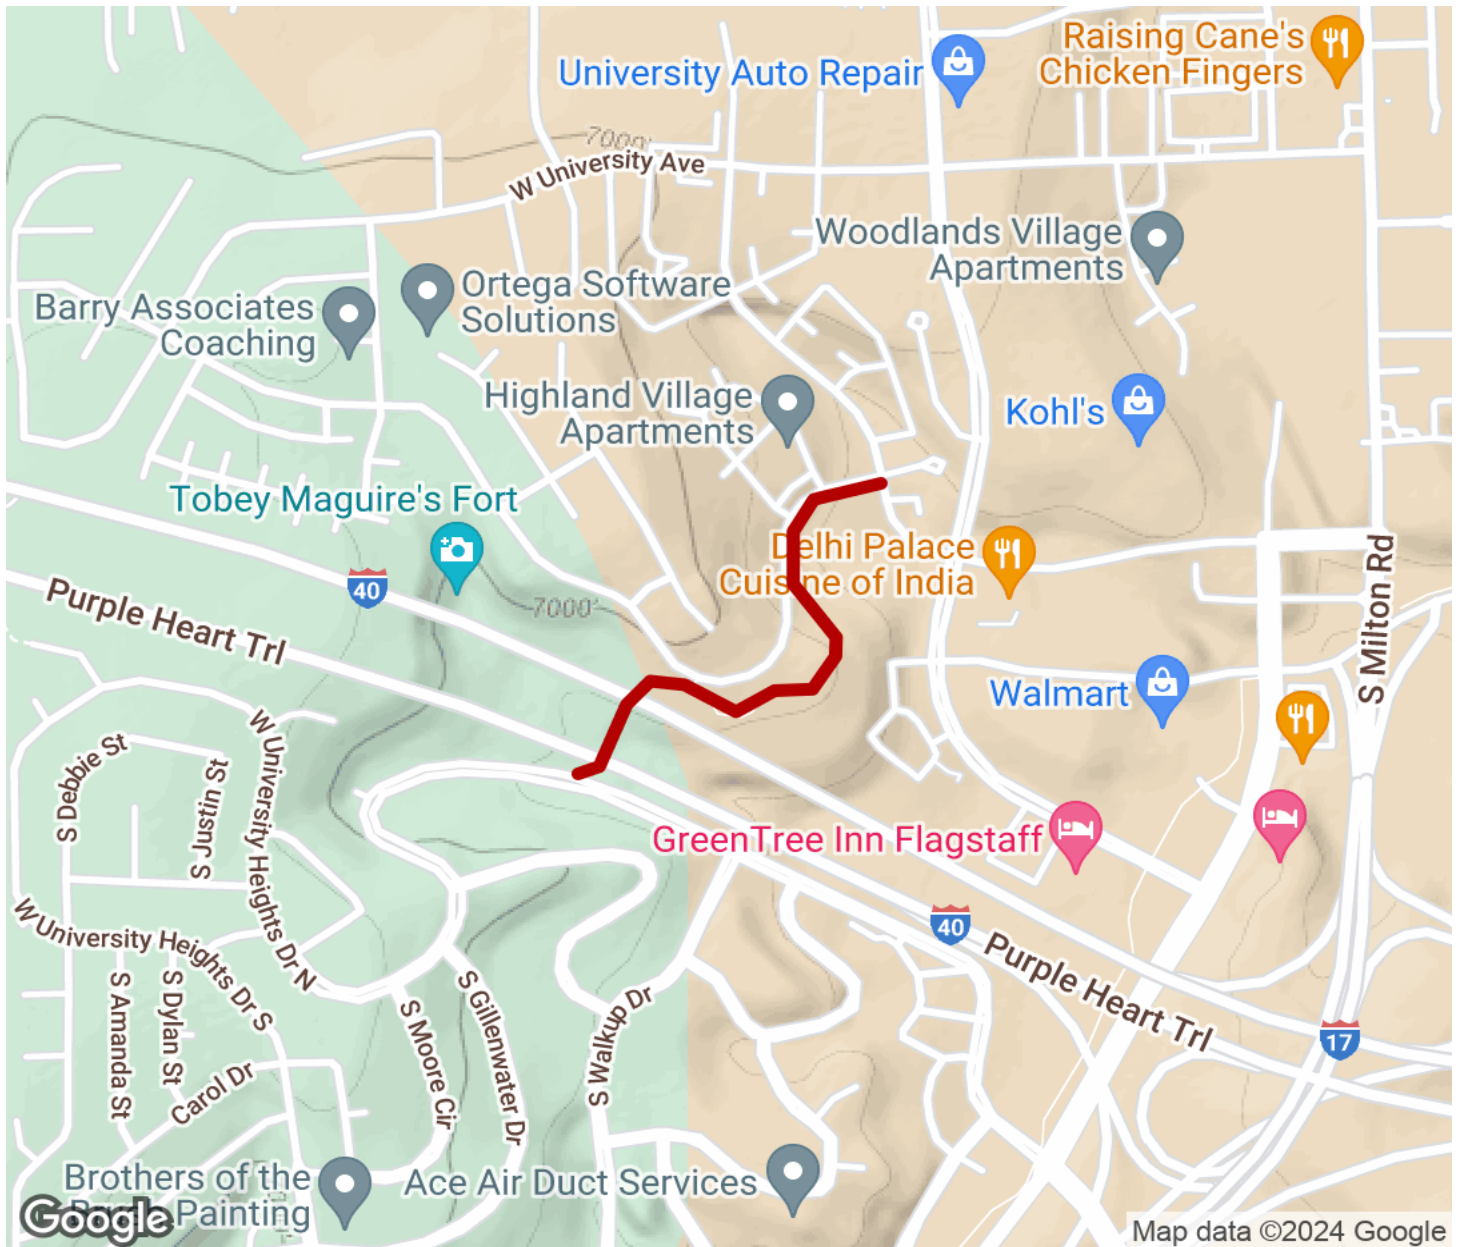 Raising Cane's
Chicken Fingers
University Auto Repair
7000'
W University Ave
Woodlands Village
Apartments
Ortega Software
Solutions
Barry Associates
Coaching
Highland Village
Apartments
Kohl's
Tobey Maguire's Fort
40
Delhi Palace
Cuisine of India
7000'
Purple Heart Trl
S Milton Rd
Walmart
S Debbie St
S Justin St
W University Heights Dr N
GreenTree Inn Flagstaff
40
Purple Heart Trl
17
W University Heights Dr S
S Amanda St
S Dylan St
Carol Dr
S Moore Cir
S Gillenwater Dr
S Walkup Dr
Brothers of the
Brush Painting
Ace Air Duct Services
Google
Map data ©2024 Google